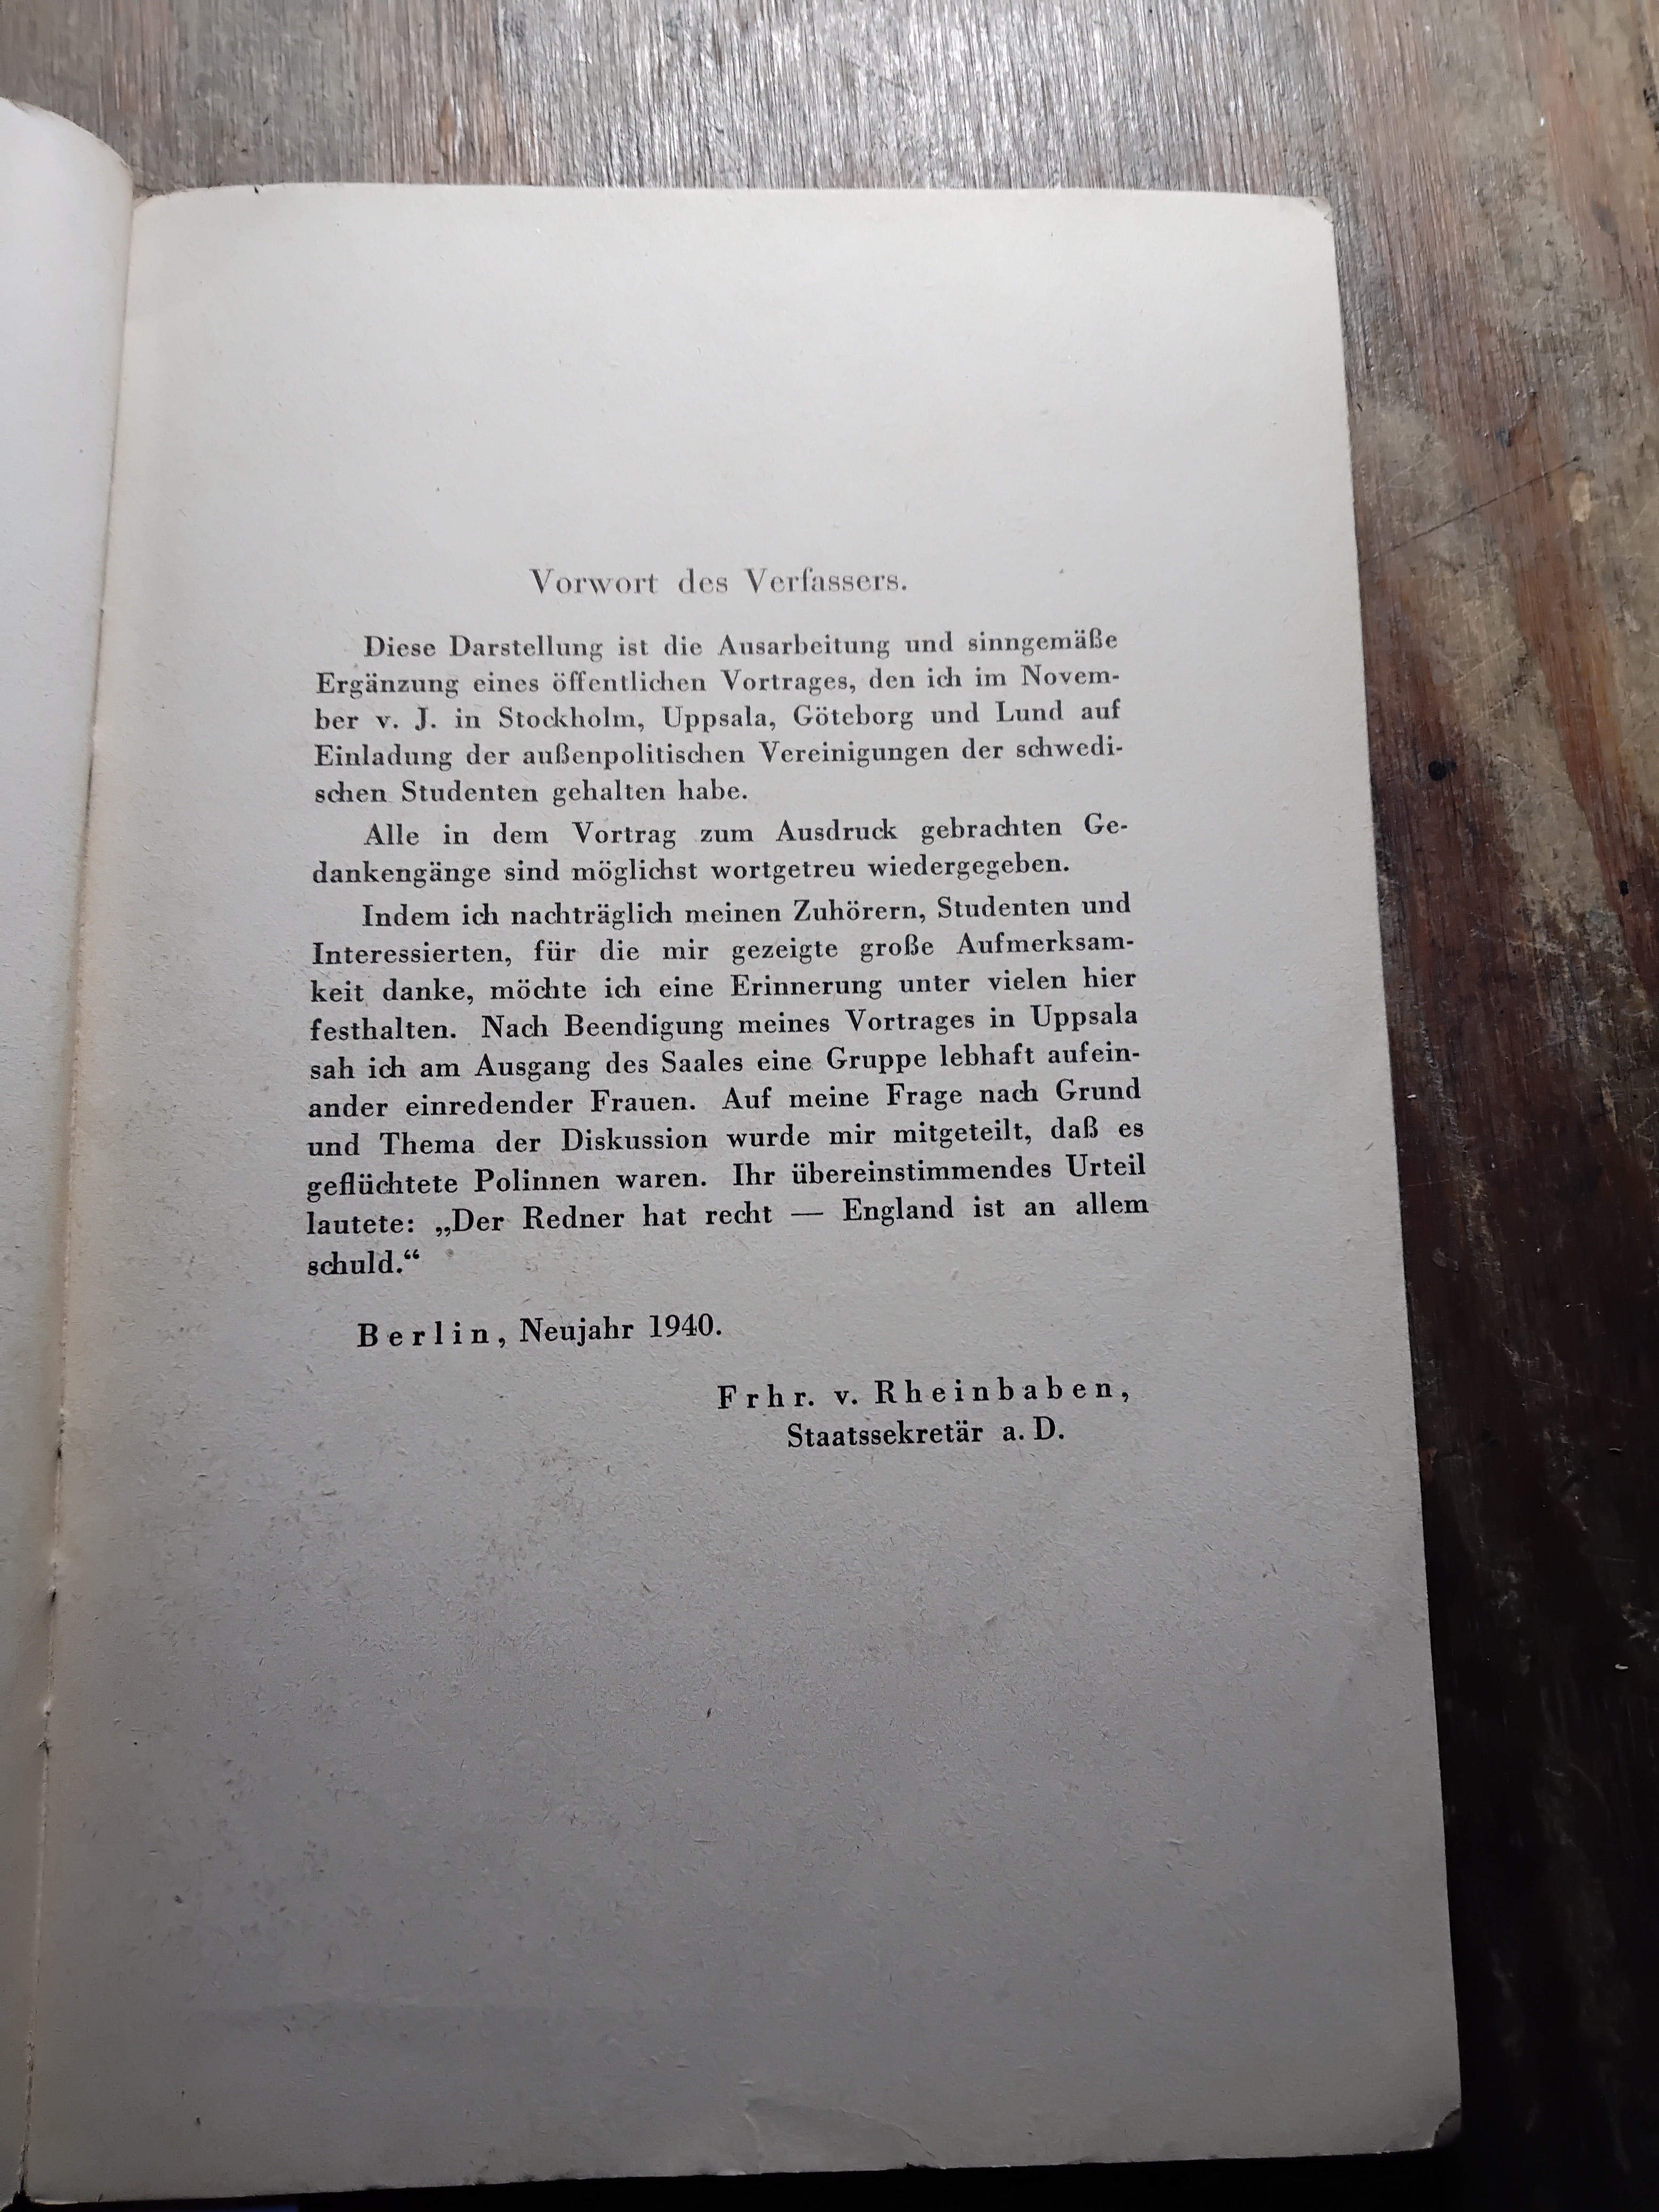 Vorwort des Verfassers.
Diese Darstellung ist die Ausarbeitung und sinngemäße
Ergänzung eines öffentlichen Vortrages, den ich im Novem-
ber v. J. in Stockholm, Uppsala, Göteborg und Lund auf
Einladung der außenpolitischen Vereinigungen der schwedi-
schen Studenten gehalten habe.
Alle in dem Vortrag zum Ausdruck gebrachten Ge-
dankengänge sind möglichst wortgetreu wiedergegeben.
Indem ich nachträglich meinen Zuhörern, Studenten und
Interessierten, für die mir gezeigte große Aufmerksam-
keit danke, möchte ich eine Erinnerung unter vielen hier
festhalten. Nach Beendigung meines Vortrages in Uppsala
sah ich am Ausgang des Saales eine Gruppe lebhaft aufein-
ander einredender Frauen. Auf meine Frage nach Grund
und Thema der Diskussion wurde mir mitgeteilt, daß es
geflüchtete Polinnen waren. Ihr übereinstimmendes Urteil
lautete: „Der Redner hat recht — England ist an allem
schuld.“
Berlin, Neujahr 1940.
Frhr. v. Rheinbaben,
Staatssekretär a. D.